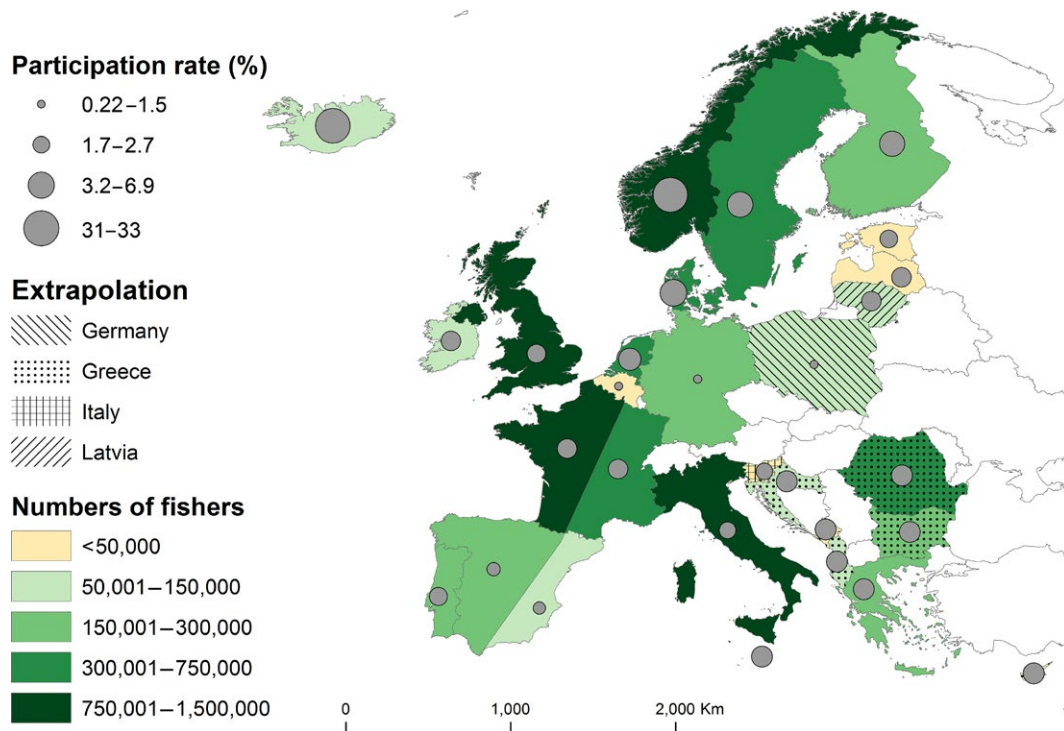 Participation rate (%)
0.22–1.5
1.7–2.7
3.2–6.9
31–33
Extrapolation
Germany
Greece
Italy
Latvia
Numbers of fishers
<50,000
50,001–150,000
150,001–300,000
300,001–750,000
750,001–1,500,000
0 1,000 2,000 Km